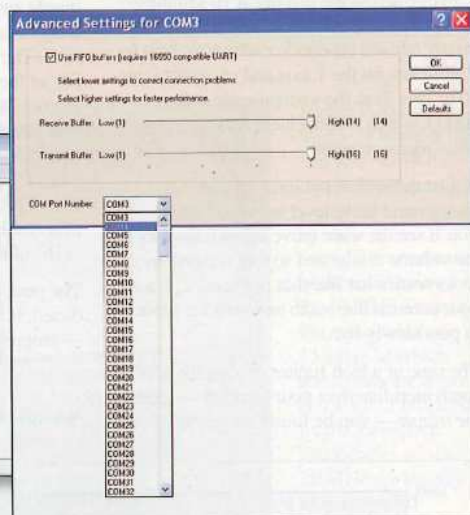 Advanced Settings for COM3
Use FIFO buffers (requires 16550 compatible UART)
Select lower settings to correct connection problems.
Select higher settings for faster performance.
Receive Buffer: Low (1) High (14) (14)
Transmit Buffer: Low (1) High (16) (16)
OK
Cancel
Defaults
COM Port Number: COM3
COM3
COM4
COM5
COM6
COM7
COM8
COM9
COM10
COM11
COM12
COM13
COM14
COM15
COM16
COM17
COM18
COM19
COM20
COM21
COM22
COM23
COM24
COM25
COM26
COM27
COM28
COM29
COM30
COM31
COM32